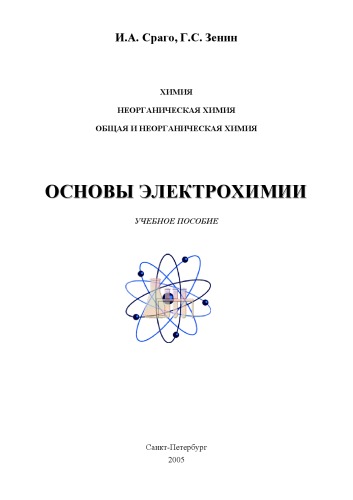 И.А. Сраго, Г.С. Зенин
ХИМИЯ
НЕОРГАНИЧЕСКАЯ ХИМИЯ
ОБЩАЯ И НЕОРГАНИЧЕСКАЯ ХИМИЯ
ОСНОВЫ ЭЛЕКТРОХИМИИ
УЧЕБНОЕ ПОСОБИЕ
Санкт-Петербург
2005